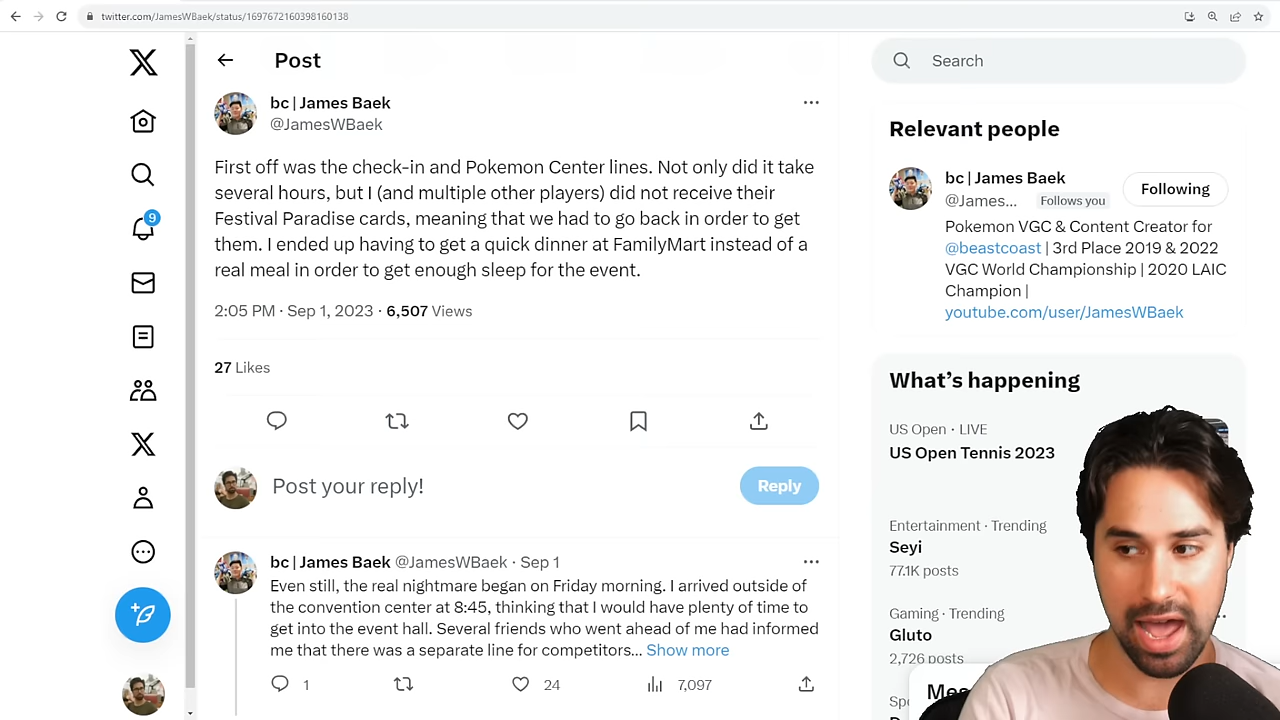 twitter.com/JamesWBaek/status/1697672160398160138
Post
bc | James Baek
@JamesWBaek
First off was the check-in and Pokemon Center lines. Not only did it take
several hours, but I (and multiple other players) did not receive their
Festival Paradise cards, meaning that we had to go back in order to get
them. I ended up having to get a quick dinner at FamilyMart instead of a
real meal in order to get enough sleep for the event.
2:05 PM · Sep 1, 2023 · 6,507 Views
27 Likes
Post your reply!
Reply
bc | James Baek @JamesWBaek · Sep 1
Even still, the real nightmare began on Friday morning. I arrived outside of
the convention center at 8:45, thinking that I would have plenty of time to
get into the event hall. Several friends who went ahead of me had informed
me that there was a separate line for competitors... Show more
1
24
7,097
9
Search
Relevant people
bc | James Baek
@James... Follows you
Following
Pokemon VGC & Content Creator for
@beastcoast | 3rd Place 2019 & 2022
VGC World Championship | 2020 LAIC
Champion |
youtube.com/user/JamesWBaek
What's happening
US Open · LIVE
US Open Tennis 2023
Entertainment · Trending
Seyi
77.1K posts
Gaming · Trending
Gluto
2,726 posts